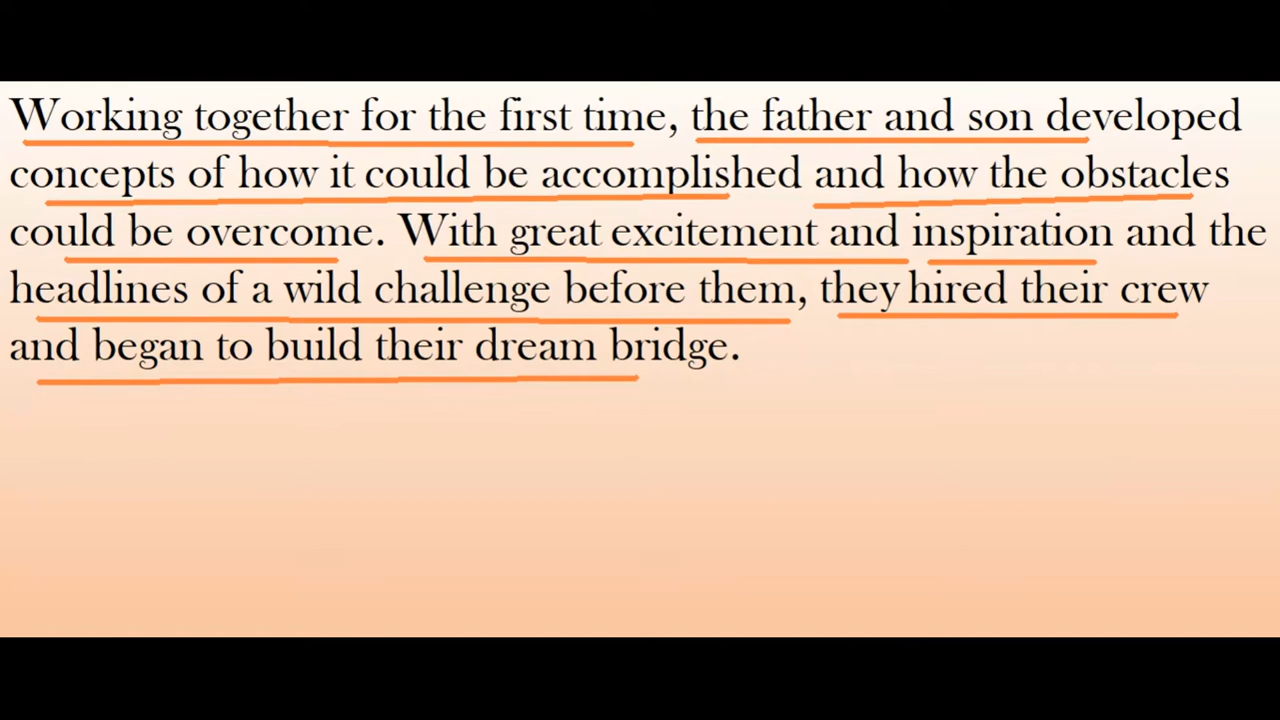 Working together for the first time, the father and son developed
concepts of how it could be accomplished and how the obstacles
could be overcome. With great excitement and inspiration and the
headlines of a wild challenge before them, they hired their crew
and began to build their dream bridge.